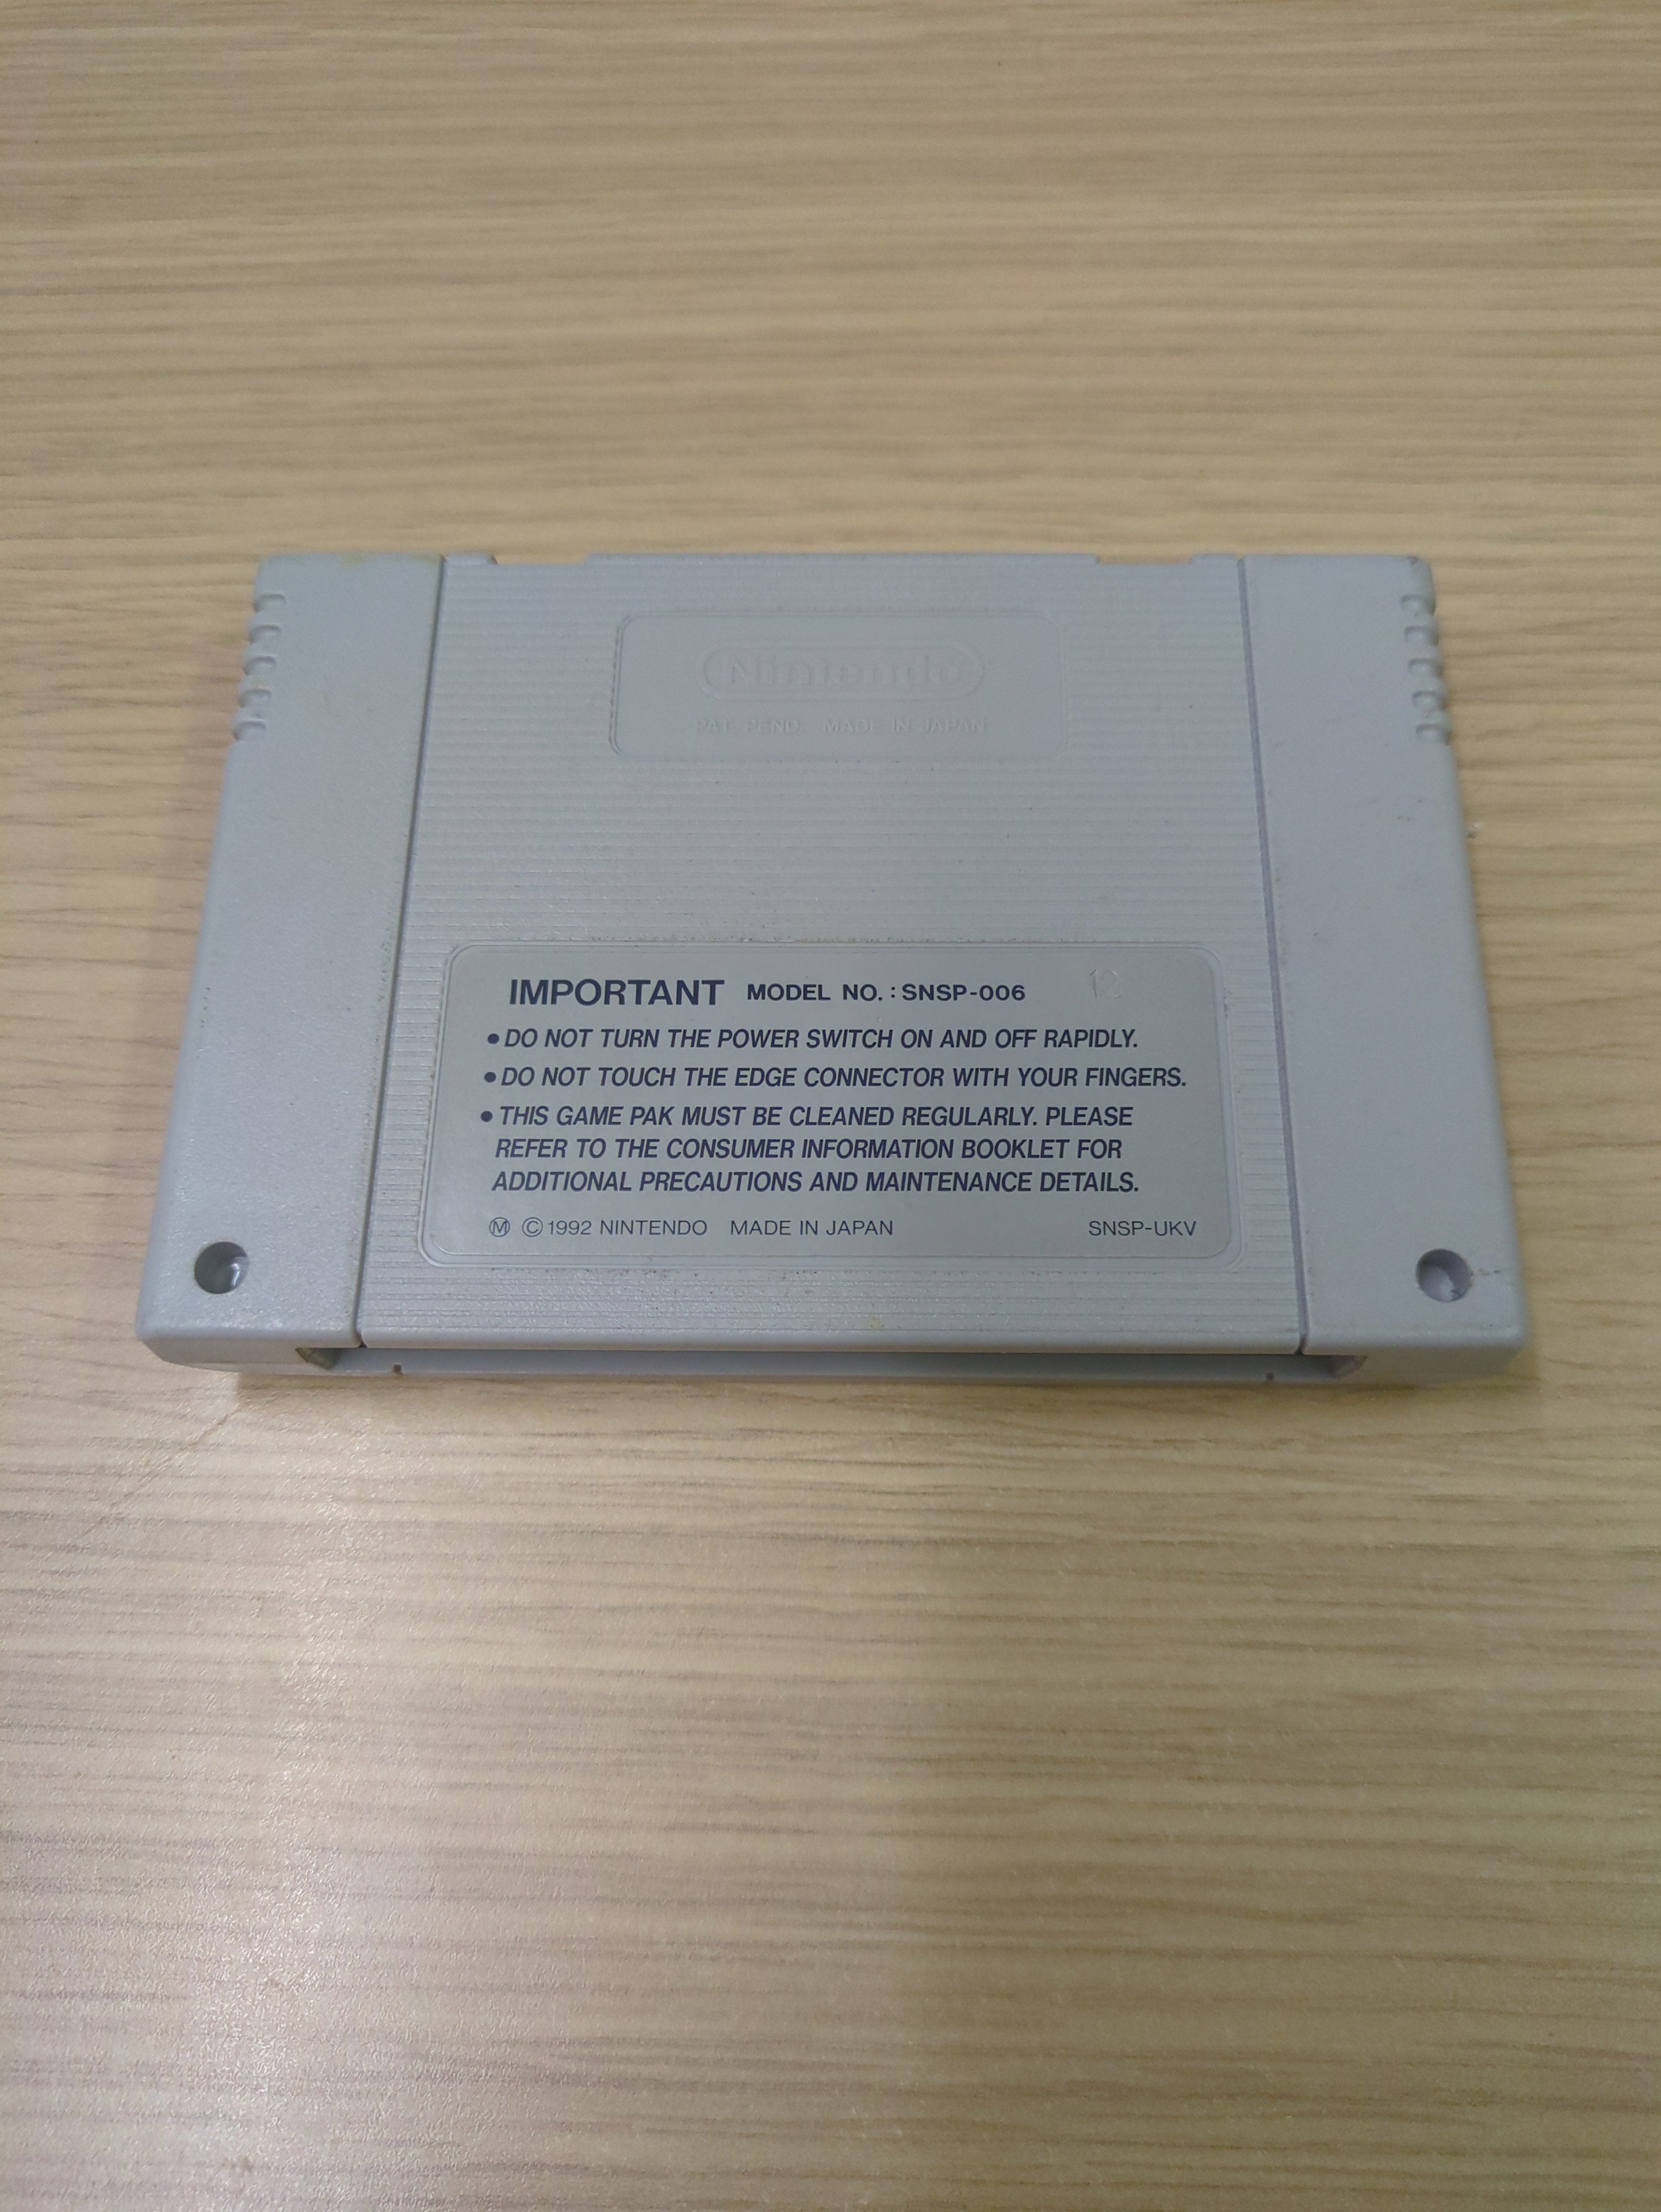 Nintendo
PAT. PEND. MADE IN JAPAN
IMPORTANT MODEL NO. : SNSP-006 12
• DO NOT TURN THE POWER SWITCH ON AND OFF RAPIDLY.
• DO NOT TOUCH THE EDGE CONNECTOR WITH YOUR FINGERS.
• THIS GAME PAK MUST BE CLEANED REGULARLY. PLEASE
REFER TO THE CONSUMER INFORMATION BOOKLET FOR
ADDITIONAL PRECAUTIONS AND MAINTENANCE DETAILS.
Ⓜ © 1992 NINTENDO MADE IN JAPAN SNSP-UKV